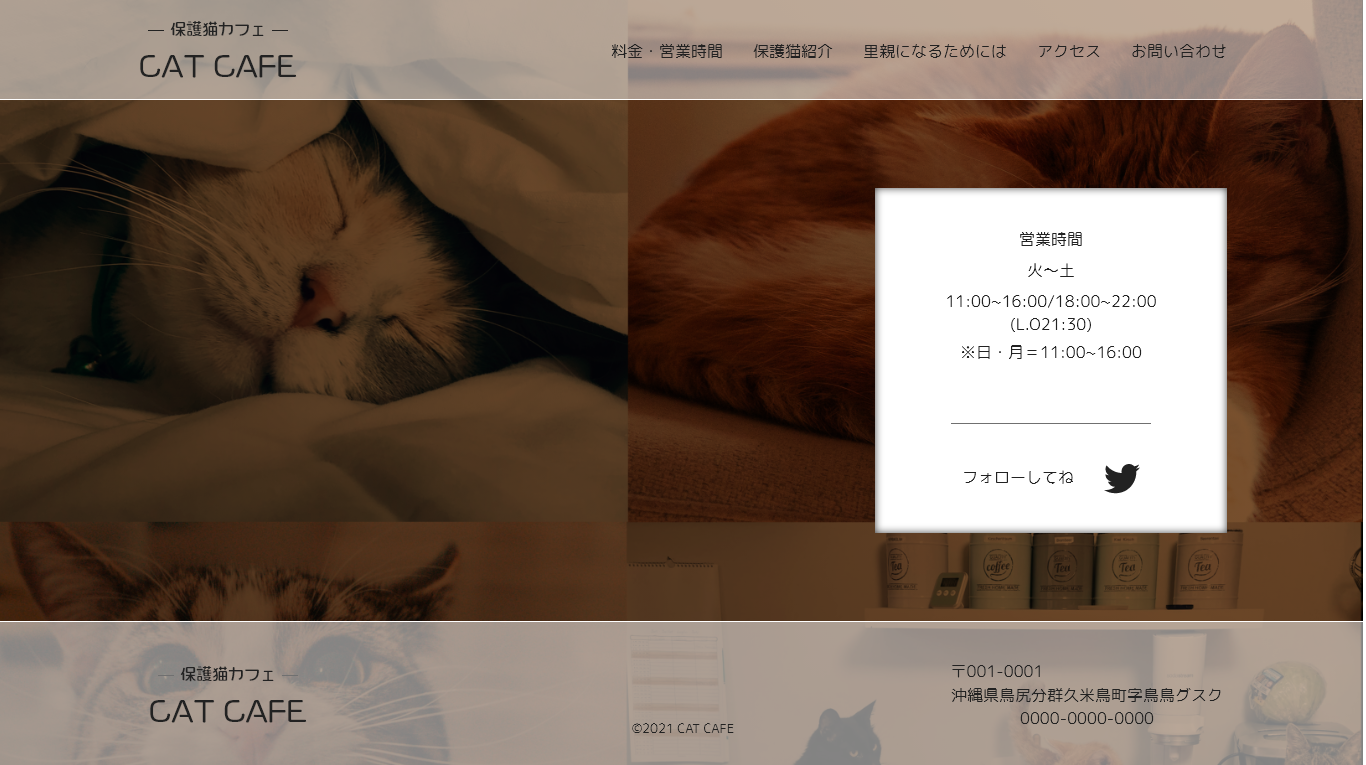 保護猫カフェ
CAT CAFE
料金・営業時間 保護猫紹介 里親になるためには アクセス お問い合わせ
営業時間
火〜土
11:00~16:00/18:00~22:00
(L.O21:30)
※日・月＝11:00~16:00
フォローしてね
coffee
Tea
Tea
Tea
保護猫カフェ
CAT CAFE
©2021 CAT CAFE
〒001-0001
沖縄県島尻分群久米島町字鳥島グスク
0000-0000-0000